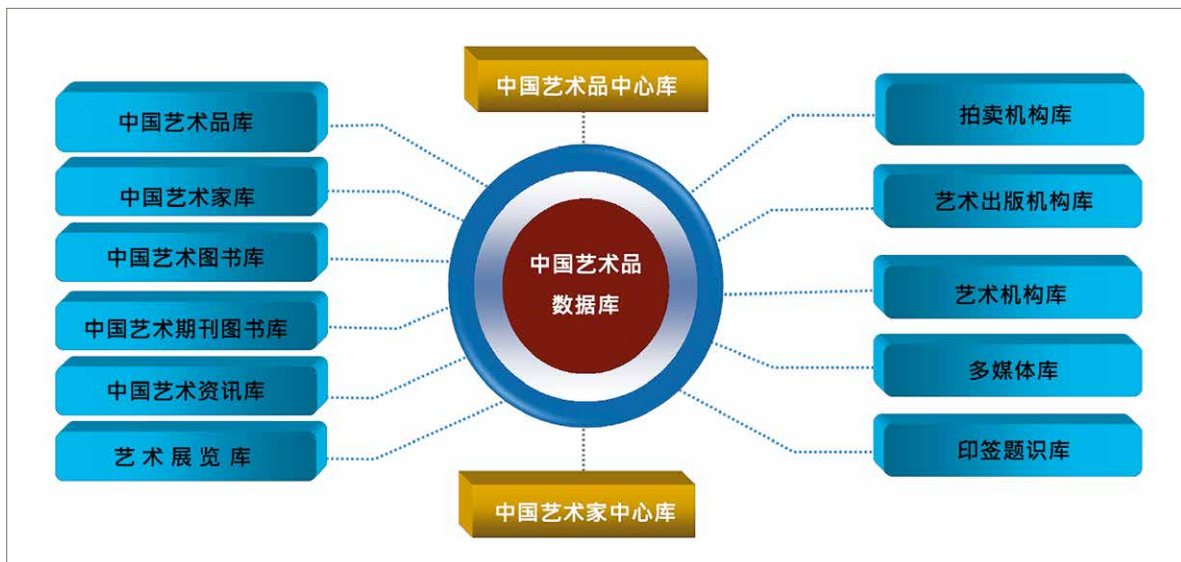 中国艺术品中心库
中国艺术品库
中国艺术家库
中国艺术图书库
中国艺术期刊图书库
中国艺术资讯库
艺术展览库
中国艺术品
数据库
拍卖机构库
艺术出版机构库
艺术机构库
多媒体库
印签题识库
中国艺术家中心库